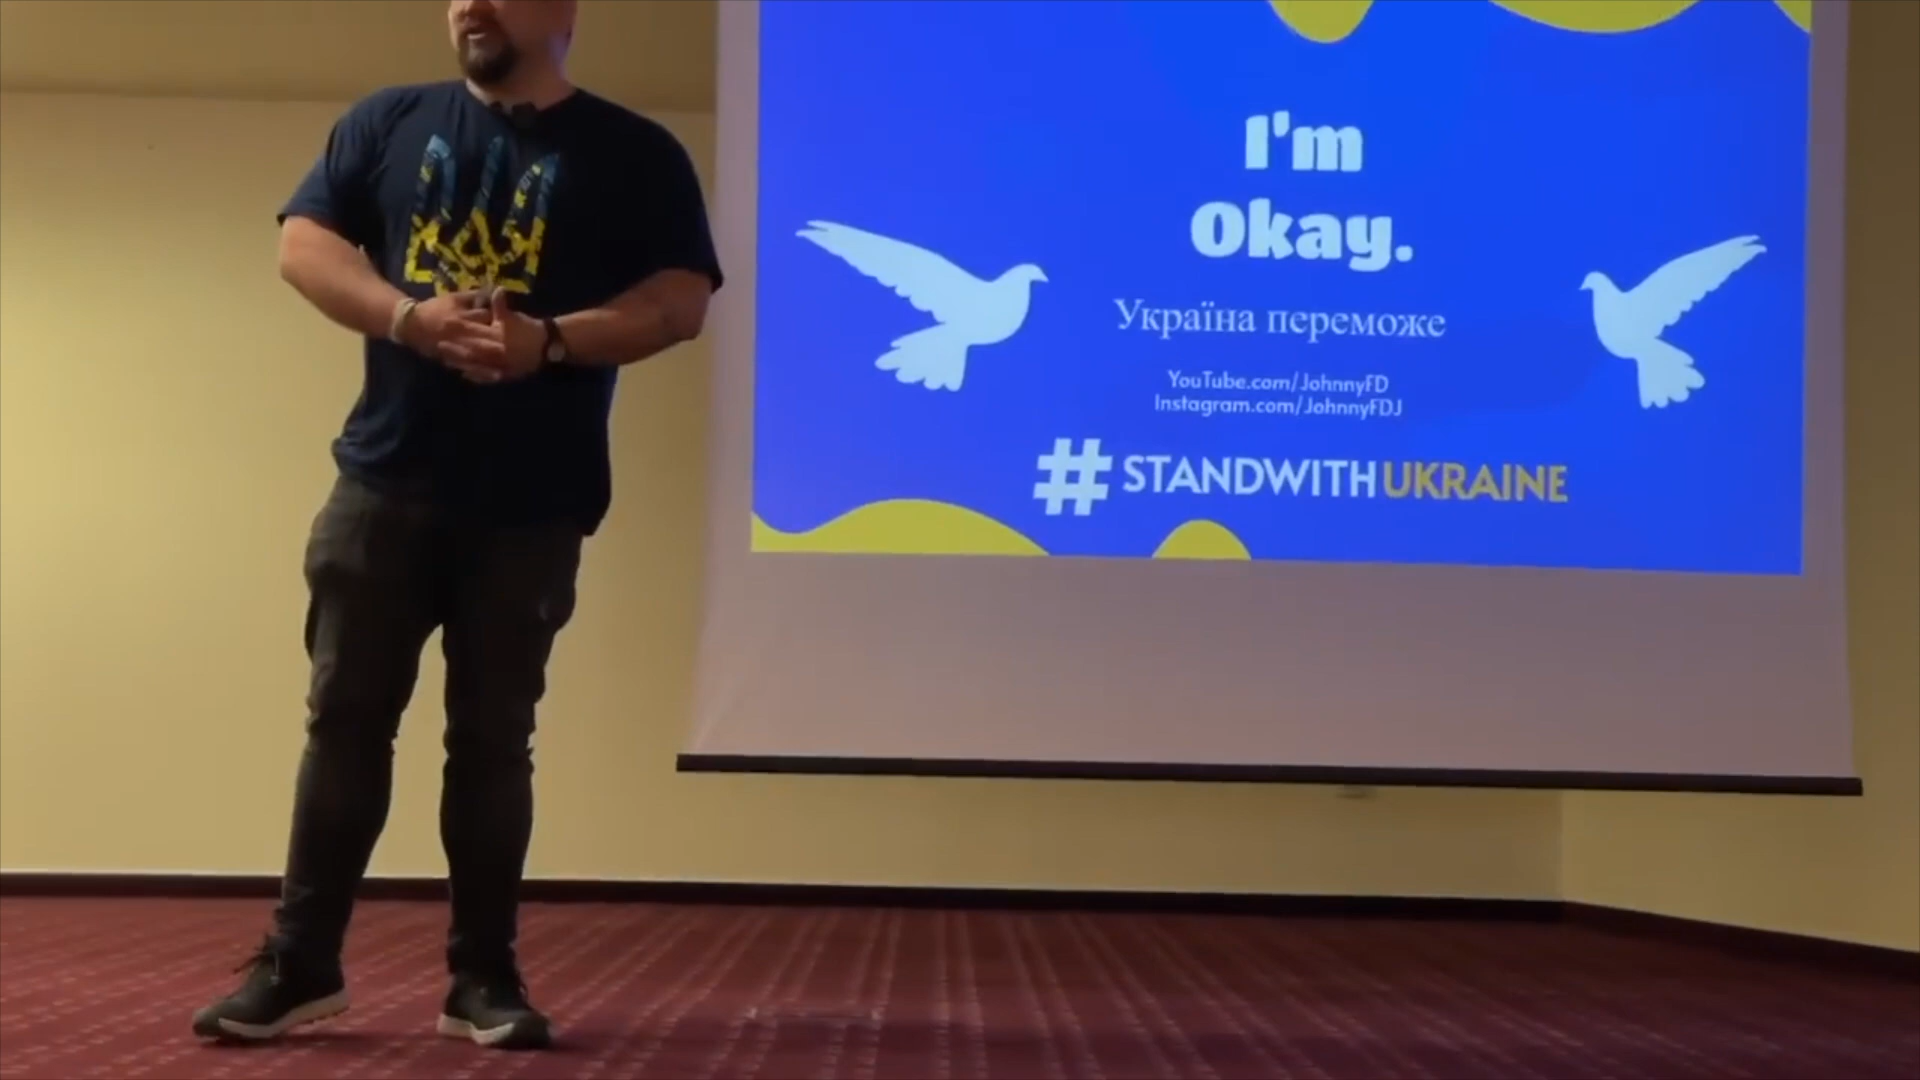 I'm
Okay.
Україна переможе
YouTube.com/JohnnyFD
Instagram.com/JohnnyFDJ
#STANDWITHUKRAINE